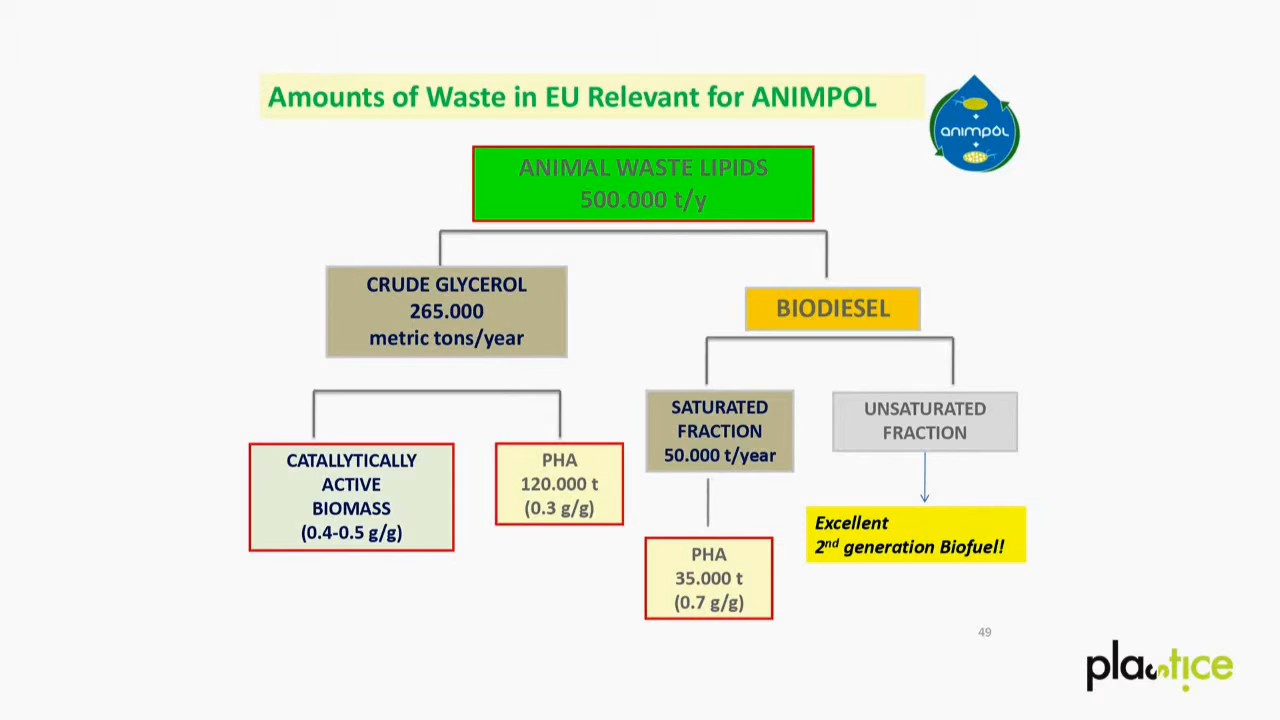 Amounts of Waste in EU Relevant for ANIMPOL
animpol
ANIMAL WASTE LIPIDS
500.000 t/y
CRUDE GLYCEROL
265.000
metric tons/year
BIODIESEL
CATALLYTICALLY
ACTIVE
BIOMASS
(0.4-0.5 g/g)
PHA
120.000 t
(0.3 g/g)
SATURATED
FRACTION
50.000 t/year
UNSATURATED
FRACTION
PHA
35.000 t
(0.7 g/g)
Excellent
2nd generation Biofuel!
49
plastice